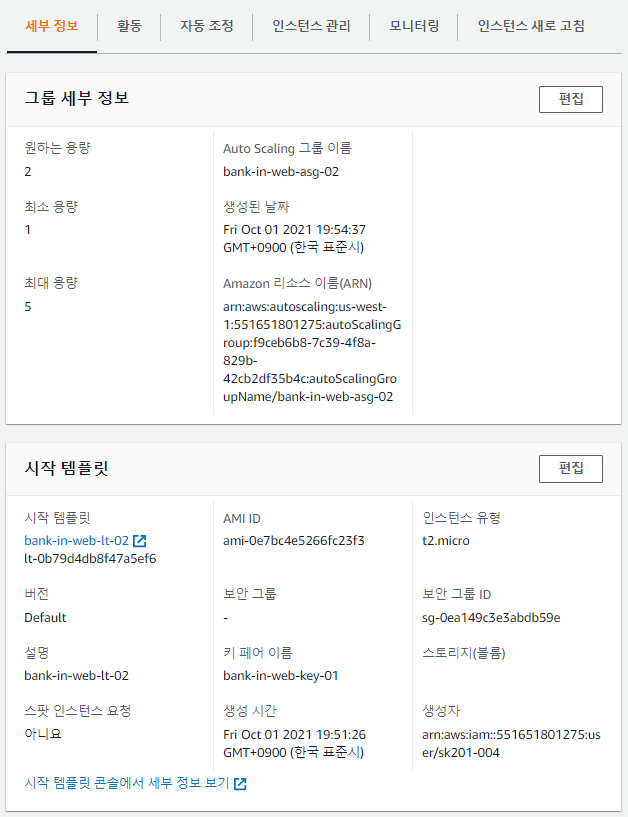 세부 정보
활동
자동 조정
인스턴스 관리
모니터링
인스턴스 새로 고침
그룹 세부 정보
편집
원하는 용량
2
최소 용량
1
최대 용량
5
Auto Scaling 그룹 이름
bank-in-web-asg-02
생성된 날짜
Fri Oct 01 2021 19:54:37
GMT+0900 (한국 표준시)
Amazon 리소스 이름(ARN)
arn:aws:autoscaling:us-west-
1:551651801275:autoScalingG
roup:f9ceb6b8-7c39-4f8a-
829b-
42cb2df35b4c:autoScalingGro
upName/bank-in-web-asg-02
시작 템플릿
편집
시작 템플릿
bank-in-web-lt-02
lt-0b79d4db8f47a5ef6
AMI ID
ami-0e7bc4e5266fc23f3
인스턴스 유형
t2.micro
버전
Default
보안 그룹
-
보안 그룹 ID
sg-0ea149c3e3abdb59e
설명
bank-in-web-lt-02
키 페어 이름
bank-in-web-key-01
스토리지(볼륨)
스팟 인스턴스 요청
아니요
생성 시간
Fri Oct 01 2021 19:51:26
GMT+0900 (한국 표준시)
생성자
arn:aws:iam::551651801275:us
er/sk201-004
시작 템플릿 콘솔에서 세부 정보 보기